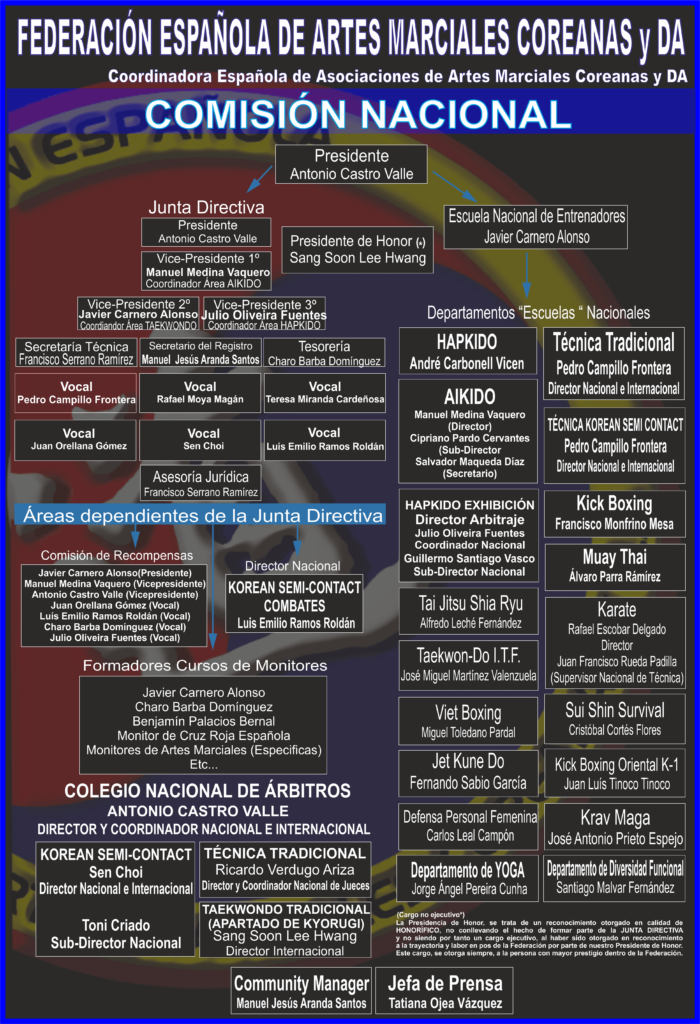 FEDERACIÓN ESPAÑOLA DE ARTES MARCIALES COREANAS y DA
Coordinadora Española de Asociaciones de Artes Marciales Coreanas y DA
COMISIÓN NACIONAL
N ESPAÑOLA
Presidente
Antonio Castro Valle
Junta Directiva
Presidente
Antonio Castro Valle
Vice-Presidente 1º
Manuel Medina Vaquero
Coordinador Área AIKIDO
Presidente de Honor (*)
Sang Soon Lee Hwang
Vice-Presidente 2º
Javier Carnero Alonso
Coordiandor Área TAEKWONDO
Vice-Presidente 3º
Julio Oliveira Fuentes
Coordinador Área HAPKIDO
Secretaría Técnica
Francisco Serrano Ramírez
Secretario del Registro
Manuel Jesús Aranda Santos
Tesorería
Charo Barba Domínguez
Vocal
Pedro Campillo Frontera
Vocal
Rafael Moya Magán
Vocal
Teresa Miranda Cardeñosa
Vocal
Juan Orellana Gómez
Vocal
Sen Choi
Vocal
Luis Emilio Ramos Roldán
Asesoría Jurídica
Francisco Serrano Ramírez
Áreas dependientes de la Junta Directiva
Comisión de Recompensas
Javier Carnero Alonso(Presidente)
Manuel Medina Vaquero (Vicepresidente)
Antonio Castro Valle (Vicepresidente)
Juan Orellana Gómez (Vocal)
Luís Emilio Ramos Roldán (Vocal)
Charo Barba Domínguez (Vocal)
Julio Oliveira Fuentes (Vocal)
Director Nacional
KOREAN SEMI-CONTACT
COMBATES
Luis Emilio Ramos Roldán
Formadores Cursos de Monitores
Javier Carnero Alonso
Charo Barba Domínguez
Benjamín Palacios Bernal
Monitor de Cruz Roja Española
Monitores de Artes Marciales (Especificas)
Etc...
COLEGIO NACIONAL DE ÁRBITROS
ANTONIO CASTRO VALLE
DIRECTOR Y COORDINADOR NACIONAL E INTERNACIONAL
KOREAN SEMI-CONTACT
Sen Choi
Director Nacional e Internacional
Toni Criado
Sub-Director Nacional
TÉCNICA TRADICIONAL
Ricardo Verdugo Ariza
Director y Coordinador Nacional de Jueces
TAEKWONDO TRADICIONAL
(APARTADO DE KYORUGI)
Sang Soon Lee Hwang
Director Internacional
Escuela Nacional de Entrenadores
Javier Carnero Alonso
Departamentos “Escuelas “ Nacionales
HAPKIDO
André Carbonell Vicen
Técnica Tradicional
Pedro Campillo Frontera
Director Nacional e Internacional
AIKIDO
Manuel Medina Vaquero
(Director)
Cipriano Pardo Cervantes
(Sub-Director
Salvador Maqueda Díaz
(Secretario)
TÉCNICA KOREAN SEMI CONTACT
Pedro Campillo Frontera
Director Nacional e Internacional
HAPKIDO EXHIBICIÓN
Director Arbitraje
Julio Oliveira Fuentes
Coordinador Nacional
Guillermo Santiago Vasco
Sub-Director Nacional
Kick Boxing
Francisco Monfrino Mesa
Muay Thai
Álvaro Parra Rámírez
Tai Jitsu Shia Ryu
Alfredo Leché Fernández
Karate
Rafael Escobar Delgado
Director
Juan Francisco Rueda Padilla
(Supervisor Nacional de Técnica)
Taekwon-Do I.T.F.
José Miguel Martínez Valenzuela
Viet Boxing
Miguel Toledano Pardal
Sui Shin Survival
Cristóbal Cortés Flores
Jet Kune Do
Fernando Sabio García
Kick Boxing Oriental K-1
Juan Luís Tinoco Tinoco
Defensa Personal Femenina
Carlos Leal Campón
Krav Maga
José Antonio Prieto Espejo
Departamento de YOGA
Jorge Ángel Pereira Cunha
Departamento de Diversidad Funcional
Santiago Malvar Fernández
(Cargo no ejecutivo*)
La Presidencia de Honor, se trata de un reconocimiento otorgado en calidad de
HONORÍFICO, no conllevando el hecho de formar parte de la JUNTA DIRECTIVA
y no siendo por tanto un cargo ejecutivo, al haber sido otorgado en reconocimiento
a la trayectoria y labor en pos de la Federación por parte de nuestro Presidente de Honor.
Este cargo, se otorga siempre, a la persona con mayor prestigio dentro de la Federación.
Community Manager
Manuel Jesús Aranda Santos
Jefa de Prensa
Tatiana Ojea Vázquez